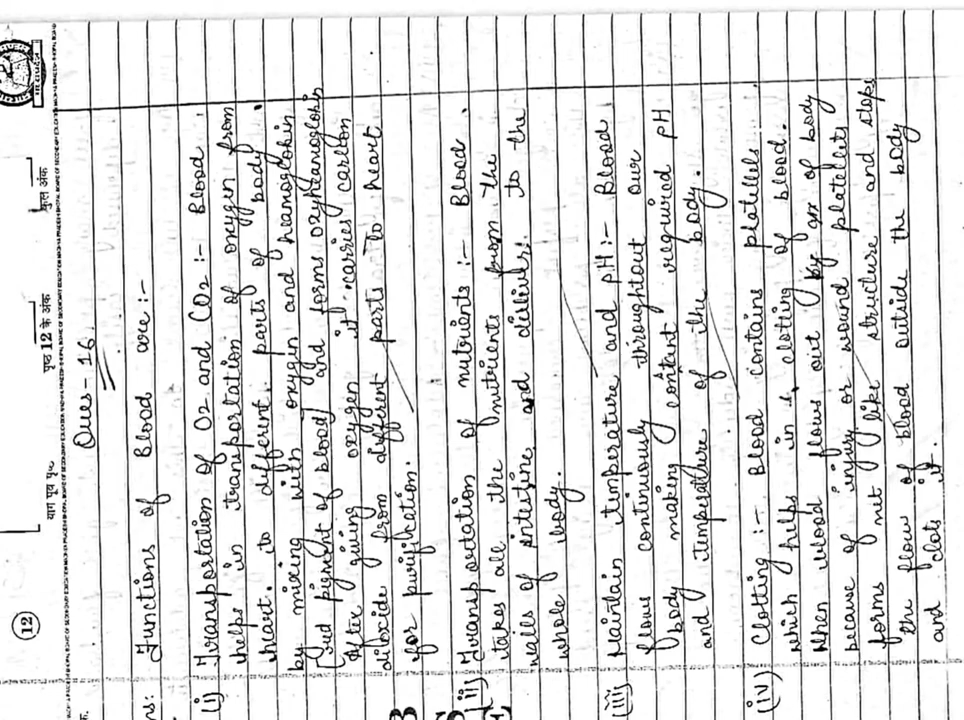 12
याग पूर्व पृष्ठ
पृष्ठ 12 के अंक
कुल अंक
Ques - 16
ns:
Functions of Blood are :-
(i) Transportation of O2 and CO2 :- Blood
helps in transportation of oxygen from
heart to different parts of body.
by mixing with oxygen and heamoglobin
[red pigment of blood] and forms oxyheamoglobin
After giving oxygen it carries carbon
dioxide from different parts to heart
for purification.
(ii) Transportation of nutrients :- Blood
takes all the nutrients from the
walls of intestine and delivers to the
whole body.
(iii) Maintain temperature and pH :- Blood
flows continuously throughout our
body making contant required pH
and temperature of the body.
(iv) Clotting :- Blood contains platelles
which helps in clotting of blood.
When blood flows out of body
because of injury or wound platelets
forms net like structure and stops
the flow of blood outside the body
and clots it.